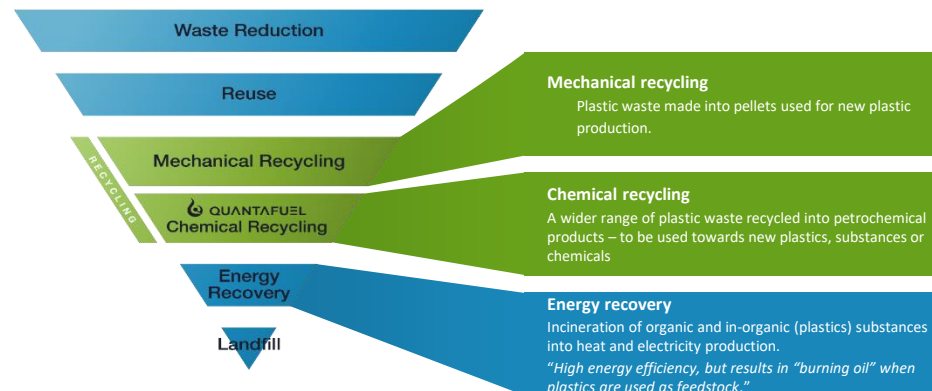 Waste Reduction
Reuse
RECYCLING
Mechanical Recycling
QUANTAFUEL
Chemical Recycling
Energy
Recovery
Landfill
Mechanical recycling
Plastic waste made into pellets used for new plastic
production.
Chemical recycling
A wider range of plastic waste recycled into petrochemical
products – to be used towards new plastics, substances or
chemicals
Energy recovery
Incineration of organic and in-organic (plastics) substances
into heat and electricity production.
“High energy efficiency, but results in “burning oil” when
plastics are used as feedstock.”